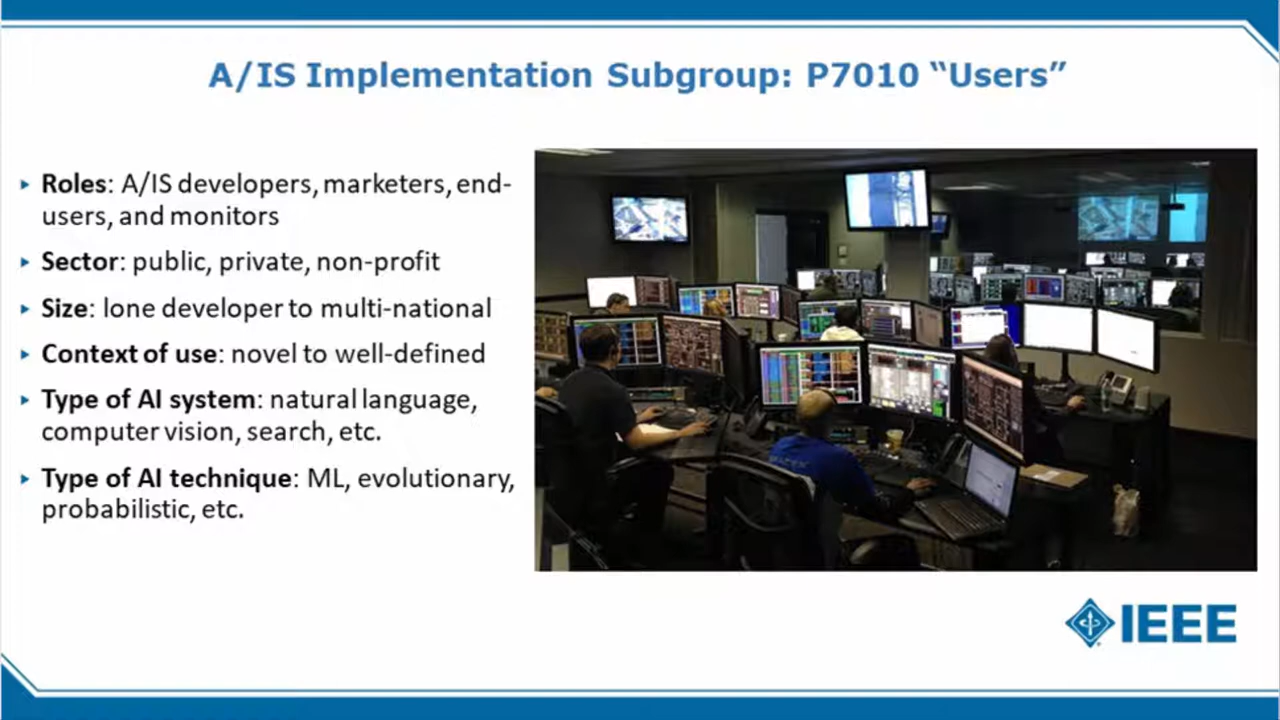 A/IS Implementation Subgroup: P7010 “Users”
Roles: A/IS developers, marketers, end-
users, and monitors
Sector: public, private, non-profit
Size: lone developer to multi-national
Context of use: novel to well-defined
Type of AI system: natural language,
computer vision, search, etc.
Type of AI technique: ML, evolutionary,
probabilistic, etc.
IEEE